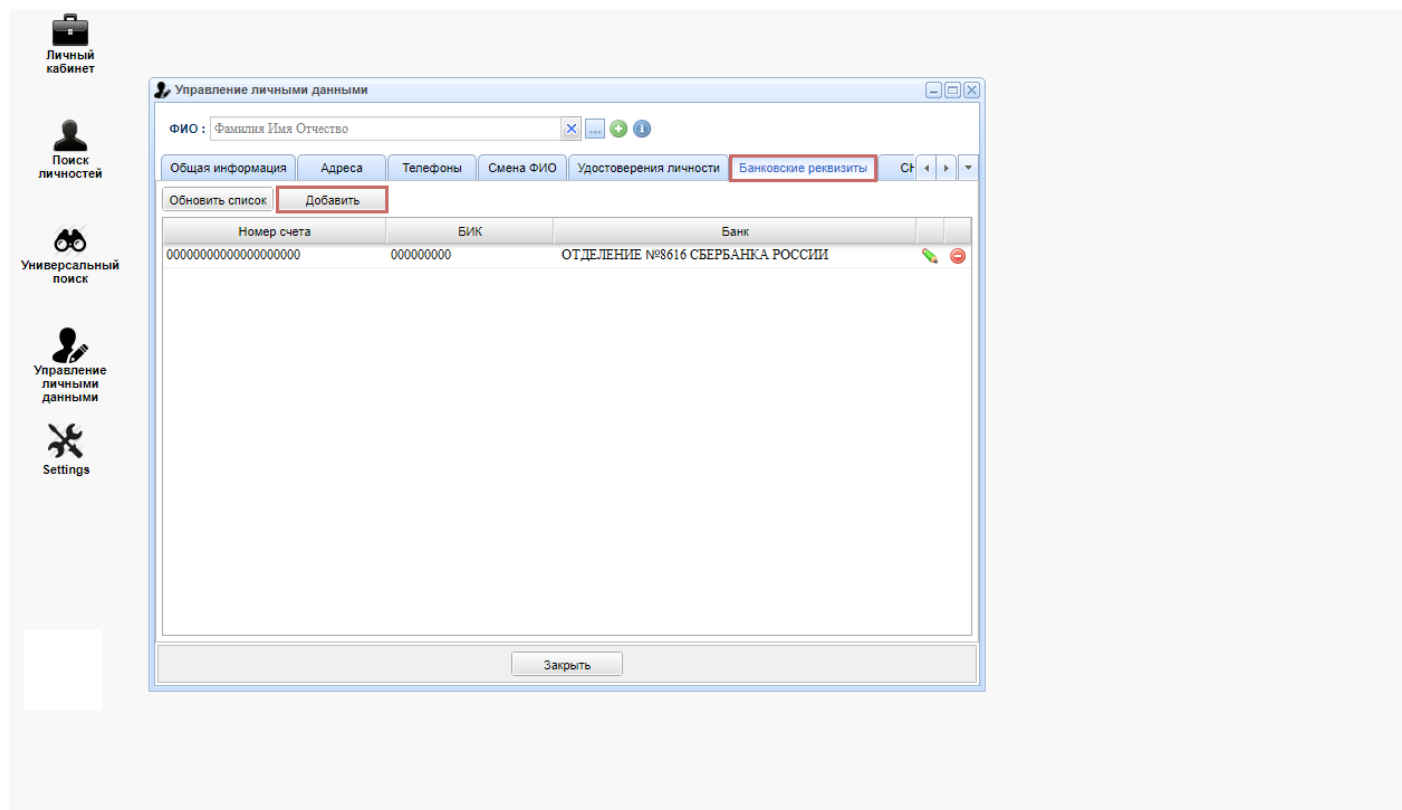 Личный
кабинет
Поиск
личностей
Универсальный
поиск
Управление
личными
данными
Settings
Управление личными данными
ФИО : Фамилия Имя Отчество ...
Общая информация Адреса Телефоны Смена ФИО Удостоверения личности Банковские реквизиты
Обновить список Добавить
Номер счета БИК Банк
00000000000000000000 000000000 ОТДЕЛЕНИЕ №8616 СБЕРБАНКА РОССИИ
Закрыть